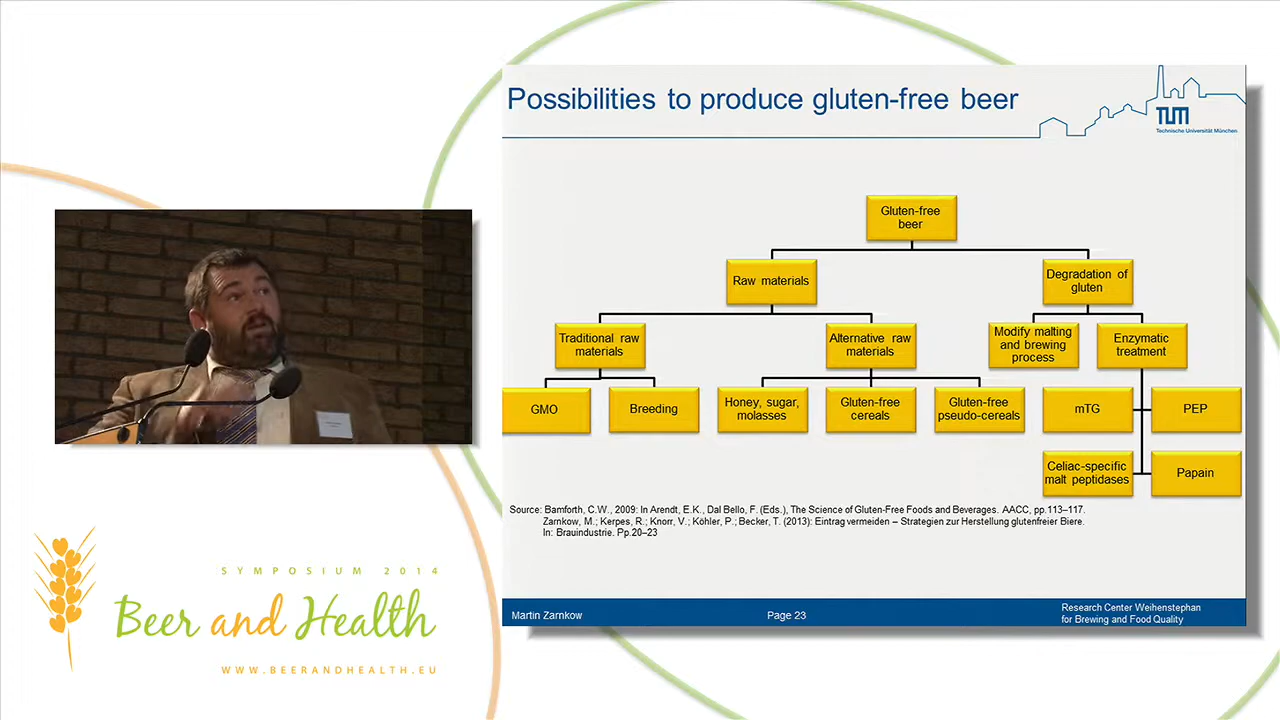 Possibilities to produce gluten-free beer
TUM
Technische Universität München
Gluten-free
beer
Raw materials
Degradation of
gluten
Traditional raw
materials
Alternative raw
materials
Modify malting
and brewing
process
Enzymatic
treatment
GMO
Breeding
Honey, sugar,
molasses
Gluten-free
cereals
Gluten-free
pseudo-cereals
mTG
PEP
Celiac-specific
malt peptidases
Papain
Source: Bamforth, C.W., 2009: In Arendt, E.K., Dal Bello, F. (Eds.), The Science of Gluten-Free Foods and Beverages. AACC, pp.113–117.
Zarnkow, M.; Kerpes, R.; Knorr, V.; Köhler, P.; Becker, T. (2013): Eintrag vermeiden – Strategien zur Herstellung glutenfreier Biere.
In: Brauindustrie. Pp.20–23
Martin Zarnkow
Page 23
Research Center Weihenstephan
for Brewing and Food Quality
SYMPOSIUM 2014
Beer and Health
WWW.BEERANDHEALTH.EU